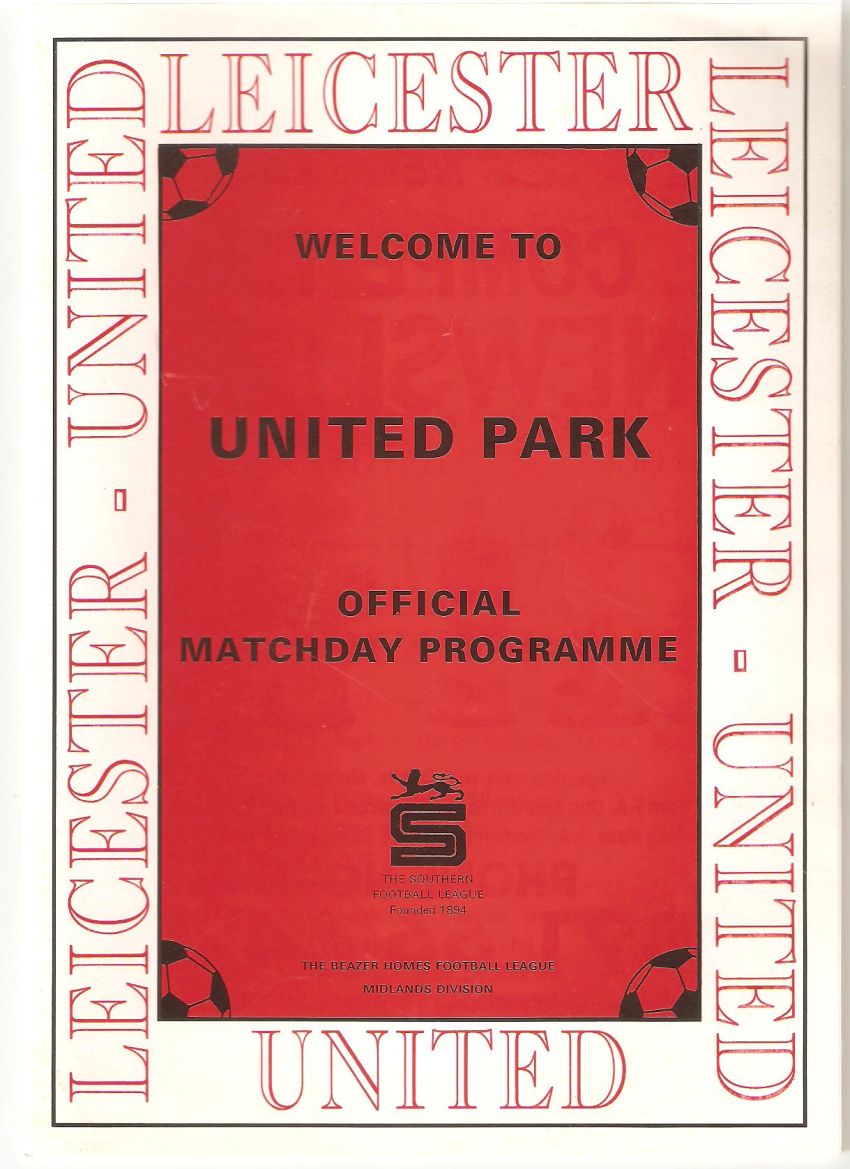 LEICESTER
LEICESTER - UNITED
LEICESTER - UNITED
WELCOME TO
UNITED PARK
OFFICIAL
MATCHDAY PROGRAMME
S
THE SOUTHERN
FOOTBALL LEAGUE
Founded 1894
THE BEAZER HOMES FOOTBALL LEAGUE
MIDLANDS DIVISION
UNITED